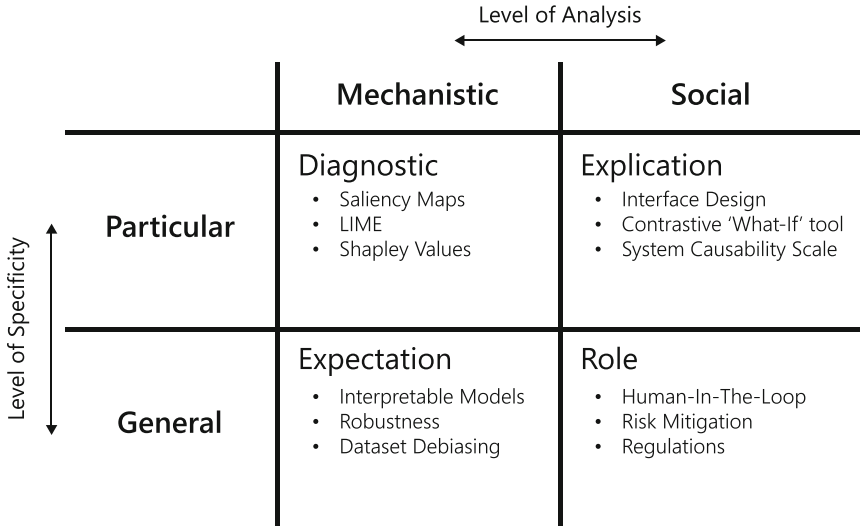 Level of Analysis
Mechanistic
Social
Level of Specificity
Particular
Diagnostic
• Saliency Maps
• LIME
• Shapley Values
Explication
• Interface Design
• Contrastive ‘What-If’ tool
• System Causability Scale
General
Expectation
• Interpretable Models
• Robustness
• Dataset Debiasing
Role
• Human-In-The-Loop
• Risk Mitigation
• Regulations